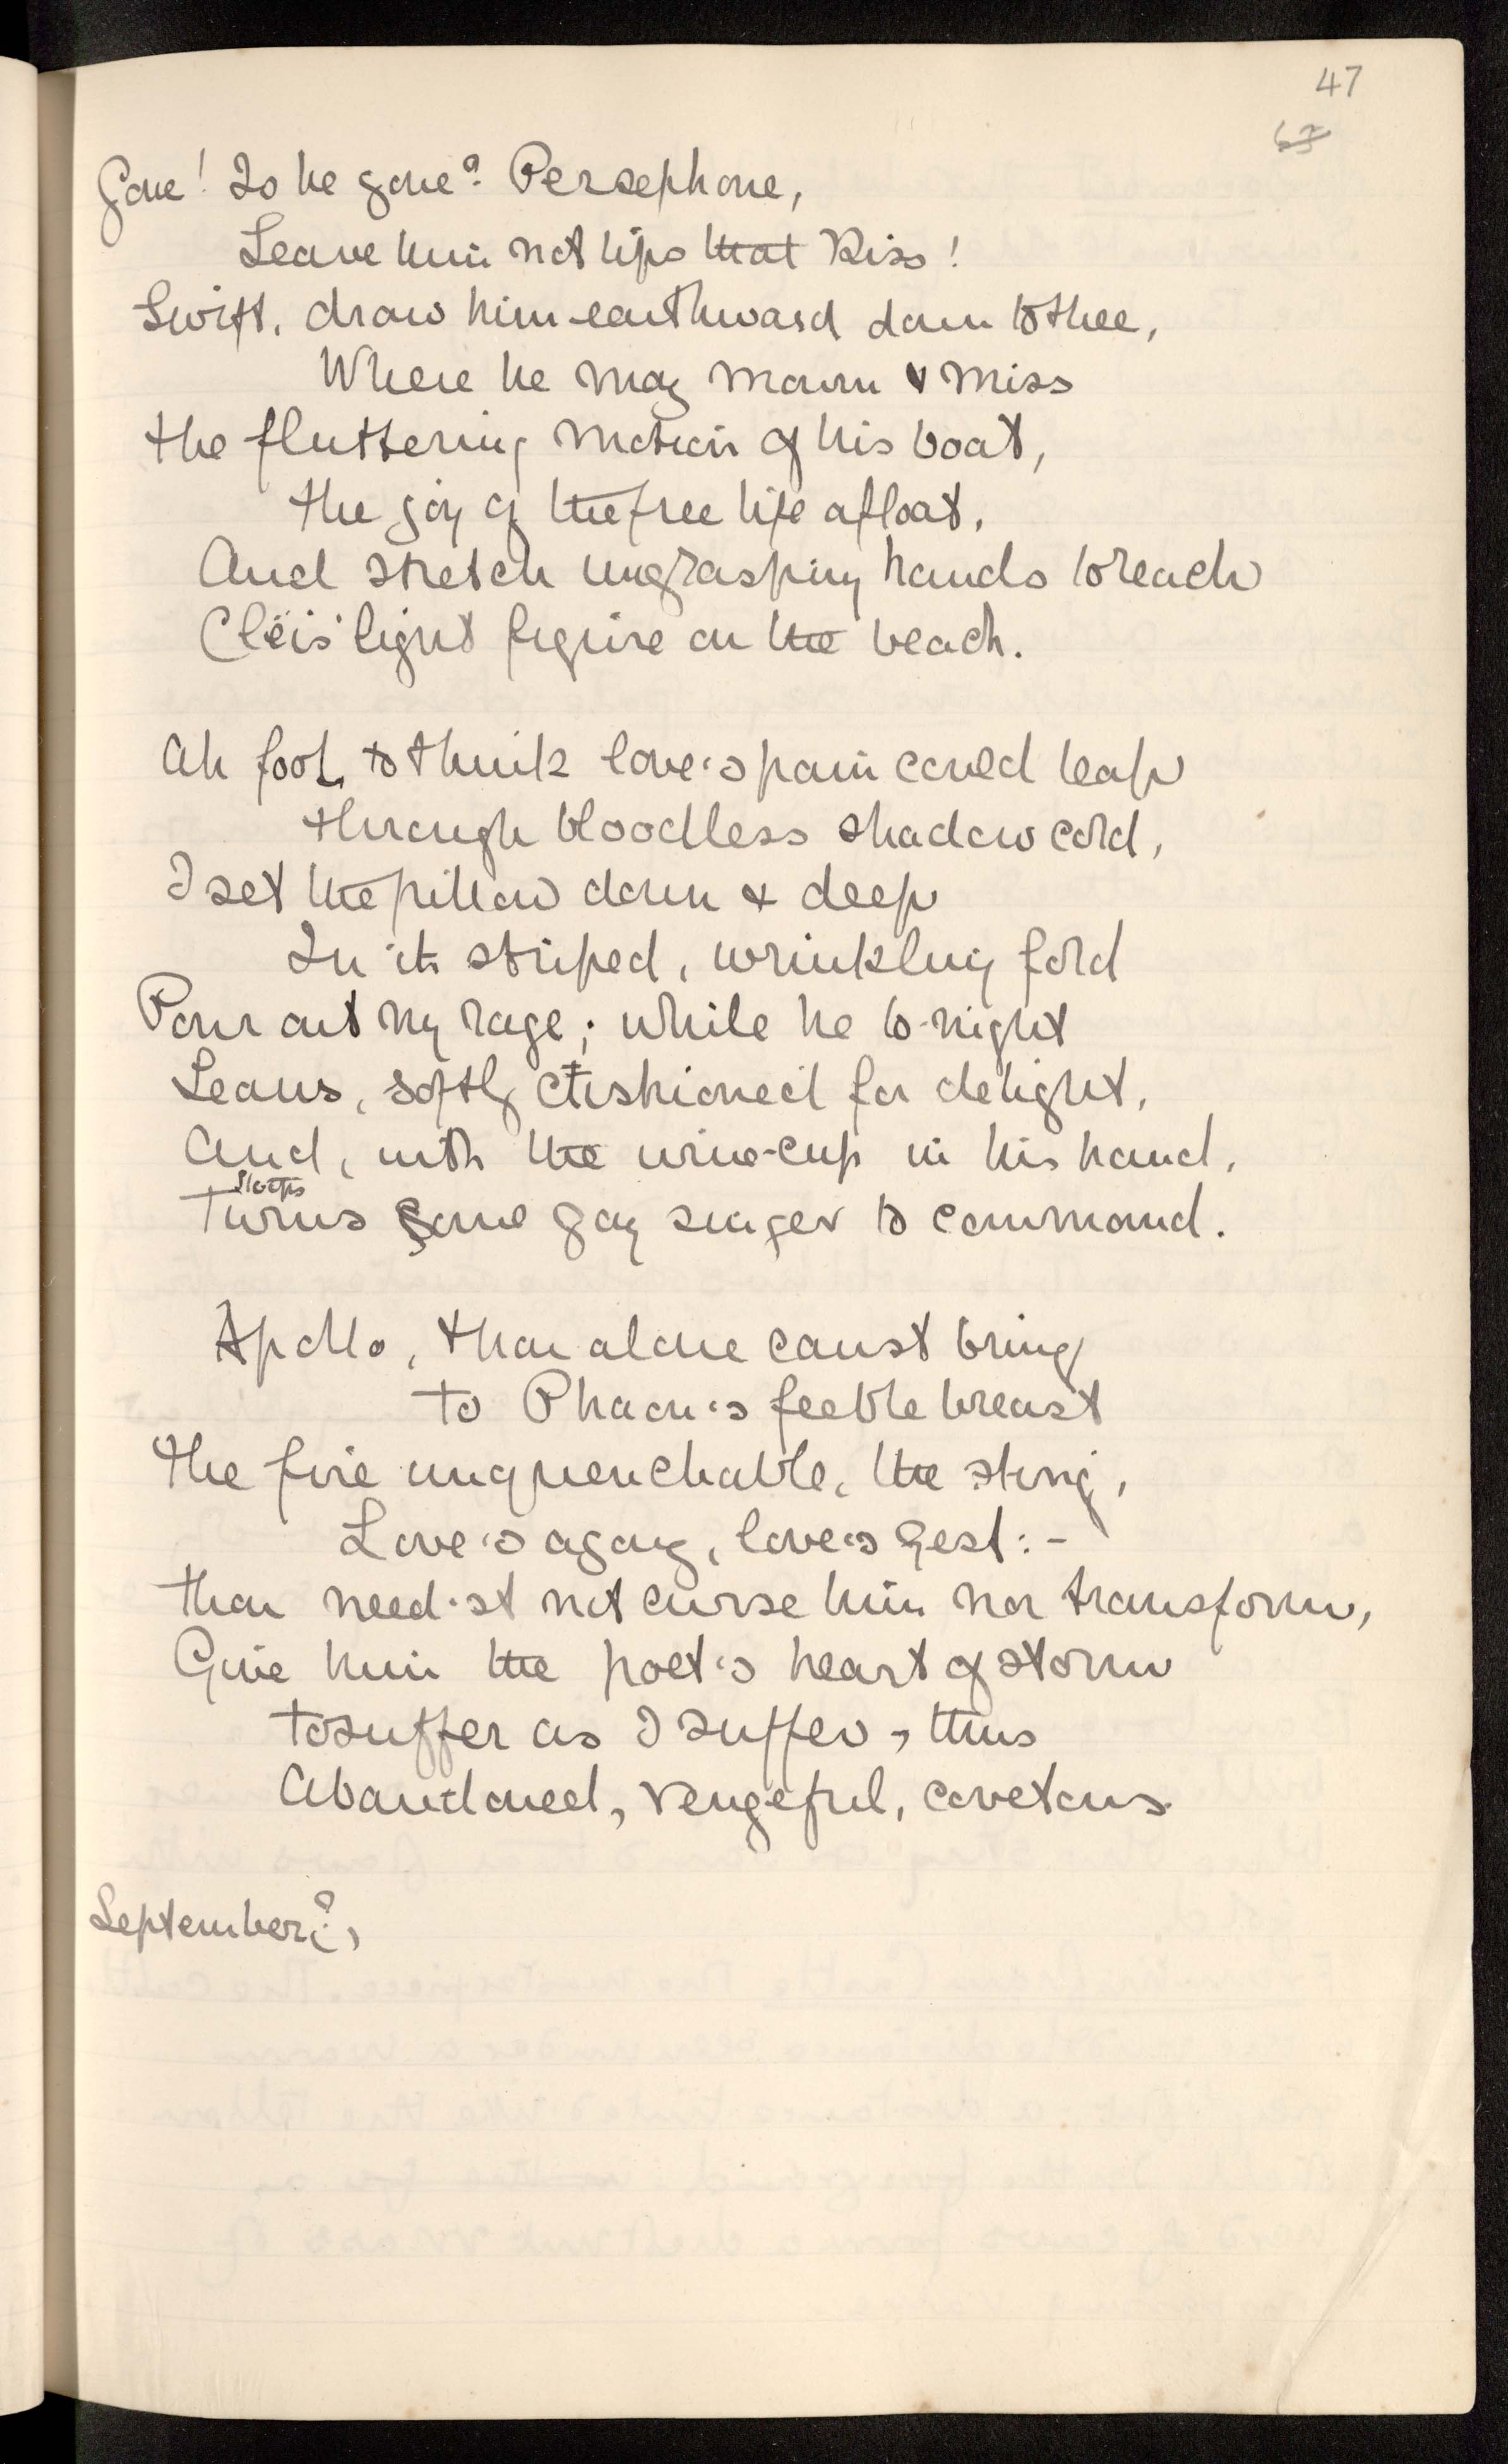 47
67
Gone! Is he gone? Persephone,
Leave him not lips that kiss!
Swift, draw him earthward down to thee,
Where he may mourn & miss
the fluttering motion of his boat,
the joy of the free life afloat,
And stretch ungrasping hands to reach
Clëis' light figure on the beach.
Ah fool, to think love's pain could leap
through bloodless shadow cold,
I set the pillow down & deep
In its striped, wrinkling fold
Pour out my rage; while he to-night
Leans, softly cushioned for delight,
And, with the wine-cup in his hand,
Stoops
Turns some gay singer to command.
Apollo, thou alone canst bring
to Phaon's feeble breast
the fire unquenchable, the sting,
Love's agony, love's zest:-
thou need'st not curse him nor transform,
Give him the poet's heart of storm
to suffer as I suffer, thus
Abandoned, vengeful, covetous.
September?,